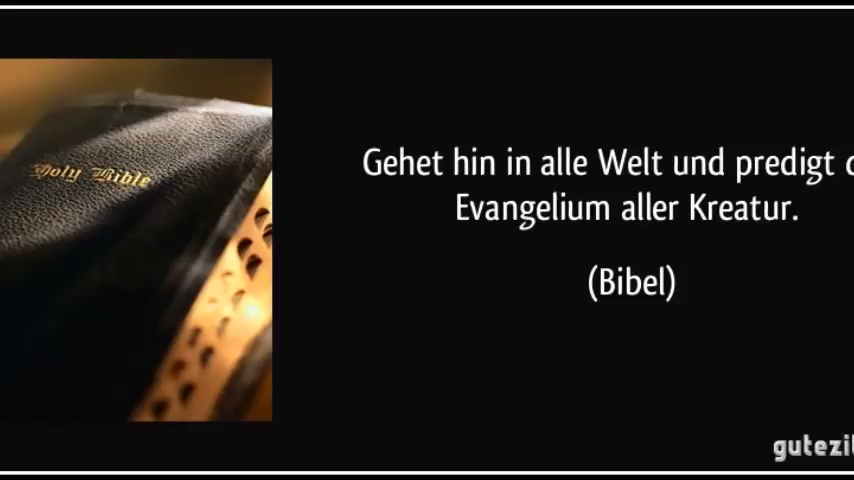 Holy Bible
Gehet hin in alle Welt und predigt
Evangelium aller Kreatur.
(Bibel)